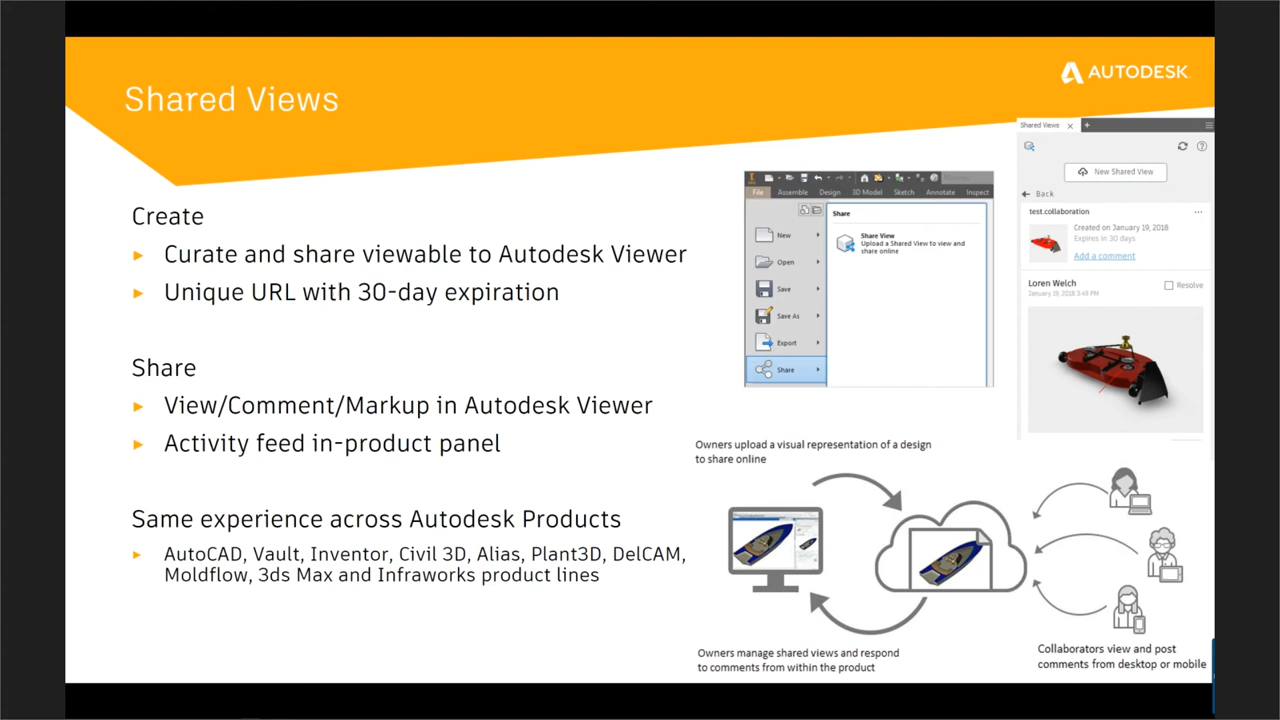 Shared Views
AUTODESK
Create
Curate and share viewable to Autodesk Viewer
Unique URL with 30-day expiration
Share
View/Comment/Markup in Autodesk Viewer
Activity feed in-product panel
Same experience across Autodesk Products
AutoCAD, Vault, Inventor, Civil 3D, Alias, Plant3D, DelCAM,
Moldflow, 3ds Max and Infraworks product lines
File Assemble Design 3D Model Sketch Annotate Inspect
Share
New
Open
Save
Save As
Export
Share
Share View
Upload a Shared View to view and
share online
Shared Views
New Shared View
Back
test.collaboration
Created on January 19, 2018
Expires in 30 days
Add a comment
Loren Welch
January 19, 2018 3:49 PM
Resolve
Owners upload a visual representation of a design
to share online
Owners manage shared views and respond
to comments from within the product
Collaborators view and post
comments from desktop or mobile